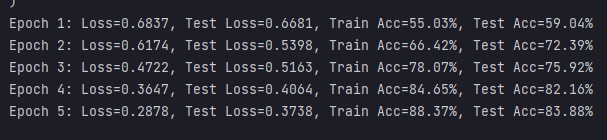 Epoch 1: Loss=0.6837, Test Loss=0.6681, Train Acc=55.03%, Test Acc=59.04%
Epoch 2: Loss=0.6174, Test Loss=0.5398, Train Acc=66.42%, Test Acc=72.39%
Epoch 3: Loss=0.4722, Test Loss=0.5163, Train Acc=78.07%, Test Acc=75.92%
Epoch 4: Loss=0.3647, Test Loss=0.4064, Train Acc=84.65%, Test Acc=82.16%
Epoch 5: Loss=0.2878, Test Loss=0.3738, Train Acc=88.37%, Test Acc=83.88%